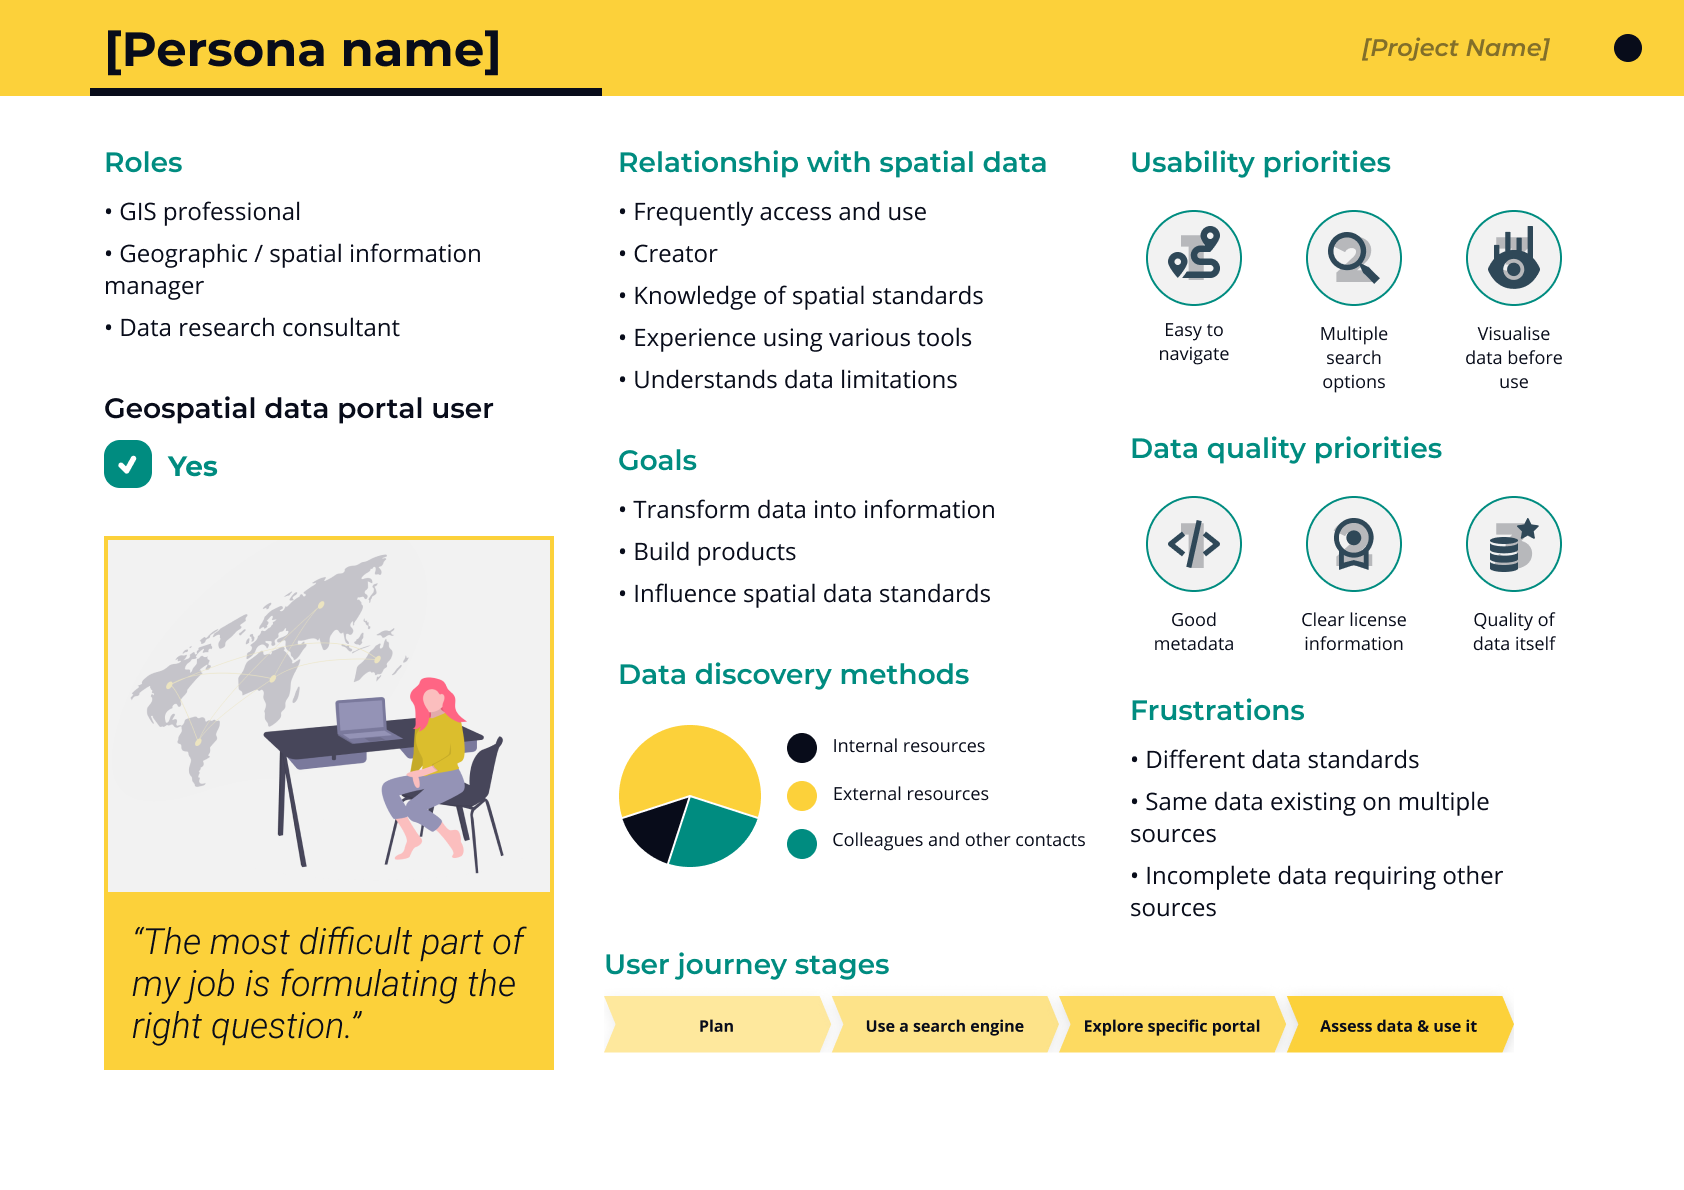 [Persona name]
[Project Name]
Roles
• GIS professional
• Geographic / spatial information
manager
• Data research consultant
Geospatial data portal user
Yes
“The most difficult part of
my job is formulating the
right question.”
Relationship with spatial data
• Frequently access and use
• Creator
• Knowledge of spatial standards
• Experience using various tools
• Understands data limitations
Goals
• Transform data into information
• Build products
• Influence spatial data standards
Data discovery methods
Internal resources
External resources
Colleagues and other contacts
Usability priorities
1
2
3
Easy to
navigate
Multiple
search
options
Visualise
data before
use
Data quality priorities
1
2
3
Good
metadata
Clear license
information
Quality of
data itself
Frustrations
• Different data standards
• Same data existing on multiple
sources
• Incomplete data requiring other
sources
User journey stages
Plan
Use a search engine
Explore specific portal
Assess data & use it